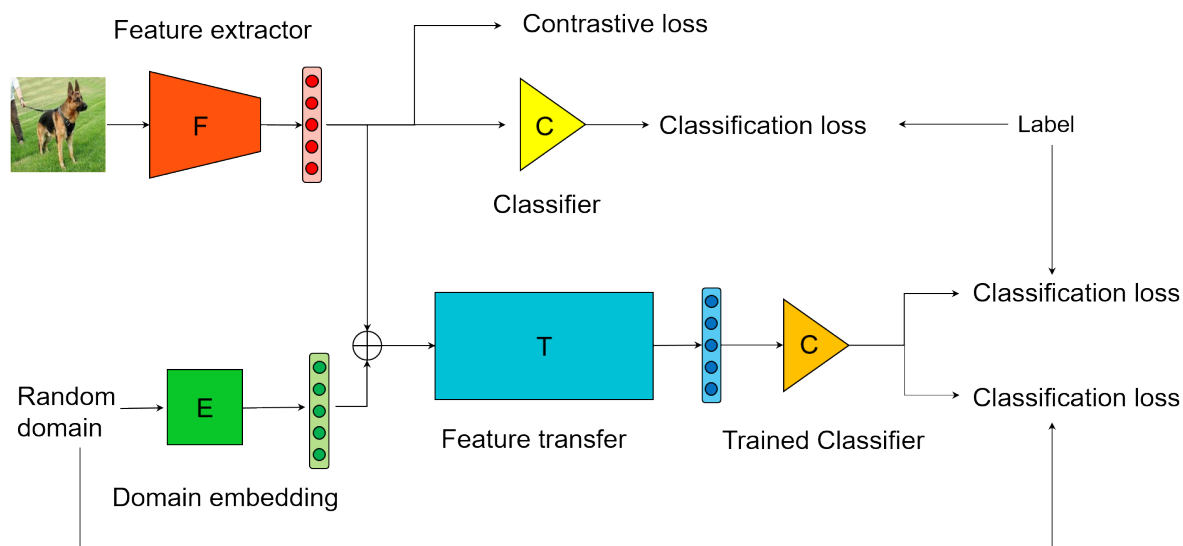 Feature extractor
Contrastive loss
F
C
Classification loss
Label
Classifier
Classification loss
T
C
Random
domain
E
Classification loss
Feature transfer
Trained Classifier
Domain embedding